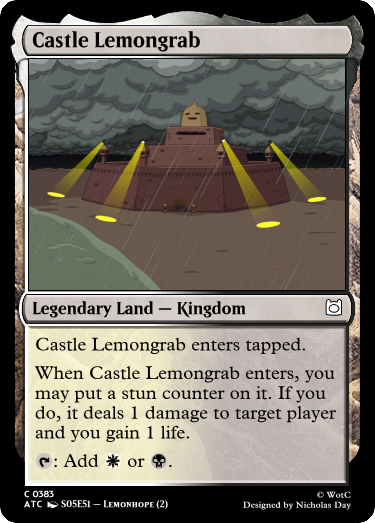 Castle Lemongrab
Legendary Land — Kingdom
Castle Lemongrab enters tapped.
When Castle Lemongrab enters, you
may put a stun counter on it. If you
do, it deals 1 damage to target player
and you gain 1 life.
: Add or .
C 0383
ATC S05E51 – Lemonhope (2)
© WotC
Designed by Nicholas Day